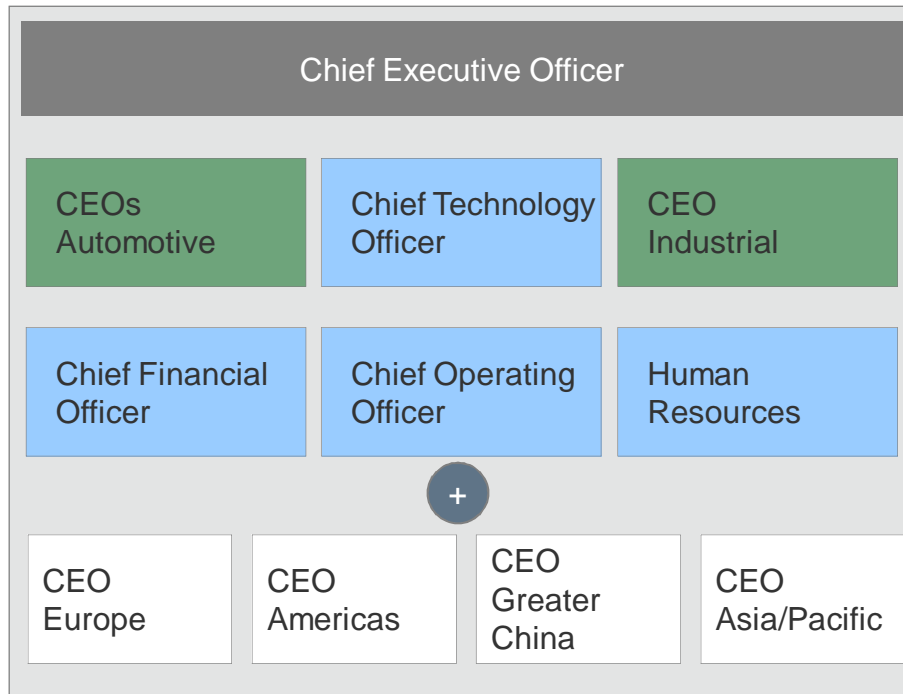 Chief Executive Officer
CEOs
Automotive
Chief Technology
Officer
CEO
Industrial
Chief Financial
Officer
Chief Operating
Officer
Human
Resources
+
CEO
Europe
CEO
Americas
CEO
Greater
China
CEO
Asia/Pacific